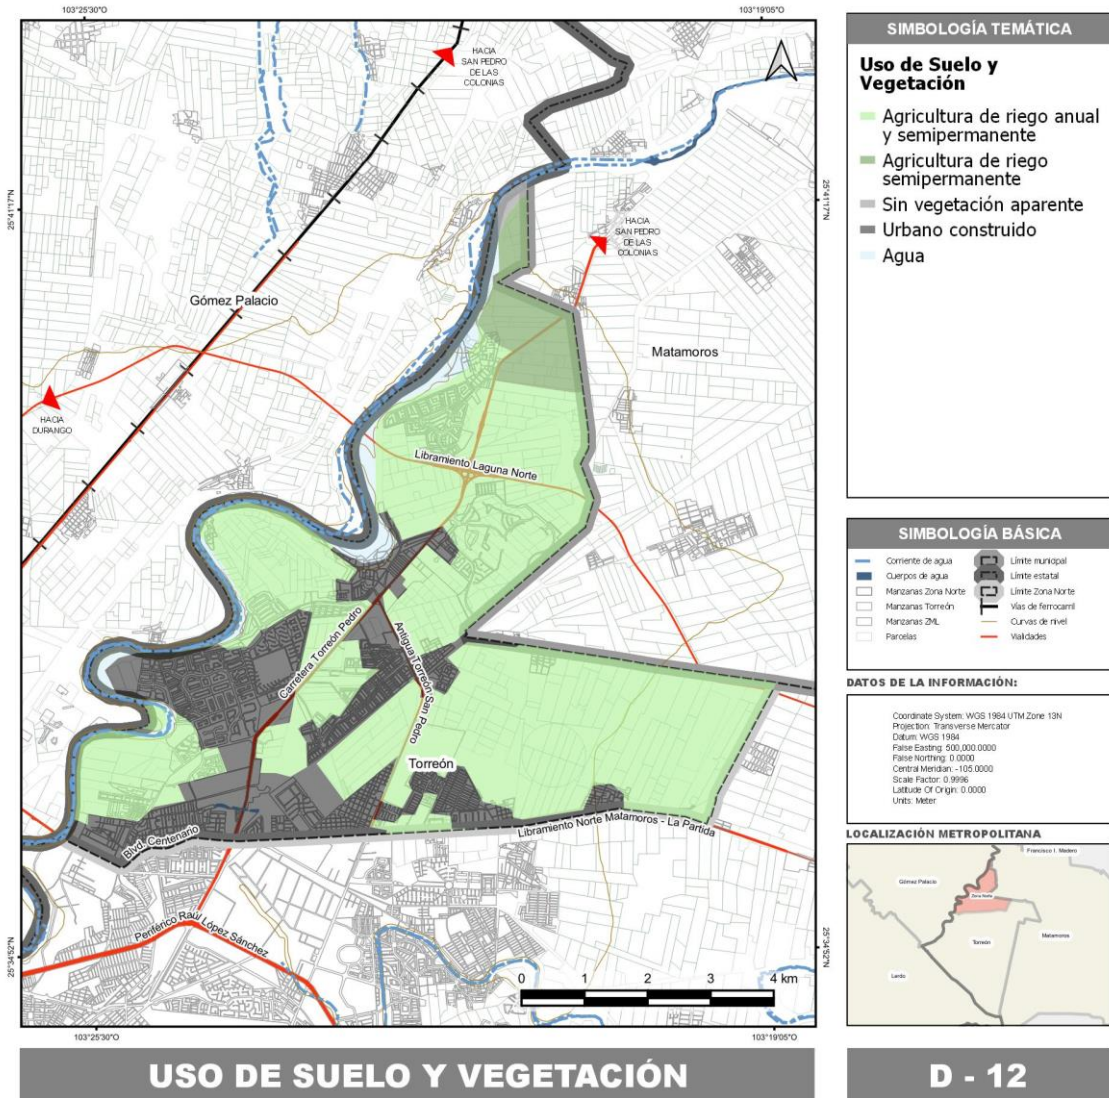 103°25'30"O
103°19'05"O
HACIA
SAN PEDRO
DE LAS
COLONIAS
25°41'17"N
25°41'17"N
HACIA
SAN PEDRO
DE LAS
COLONIAS
Gómez Palacio
Matamoros
HACIA
DURANGO
Libramiento Laguna Norte
Carretera Torreón Pedro
Antigua Torreón San Pedro
Torreón
Libramiento Norte Matamoros - La Partida
Blvd. Centenario
Periférico Raúl López Sánchez
25°34'52"N
25°34'52"N
0 1 2 3 4 km
103°25'30"O
103°19'05"O
USO DE SUELO Y VEGETACIÓN
SIMBOLOGÍA TEMÁTICA
Uso de Suelo y
Vegetación
Agricultura de riego anual
y semipermanente
Agricultura de riego
semipermanente
Sin vegetación aparente
Urbano construido
Agua
SIMBOLOGÍA BÁSICA
Corriente de agua
Cuerpos de agua
Manzanas Zona Norte
Manzanas Torreón
Manzanas ZML
Parcelas
Límite municipal
Límite estatal
Límite Zona Norte
Vías de ferrocarril
Curvas de nivel
Vialidades
DATOS DE LA INFORMACIÓN:
Coordinate System: WGS 1984 UTM Zone 13N
Projection: Transverse Mercator
Datum: WGS 1984
False Easting: 500,000.0000
False Northing: 0.0000
Central Meridian: -105.0000
Scale Factor: 0.9996
Latitude Of Origin: 0.0000
Units: Meter
LOCALIZACIÓN METROPOLITANA
Francisco I. Madero
Gómez Palacio
Zona Norte
Torreón
Matamoros
Lerdo
D - 12